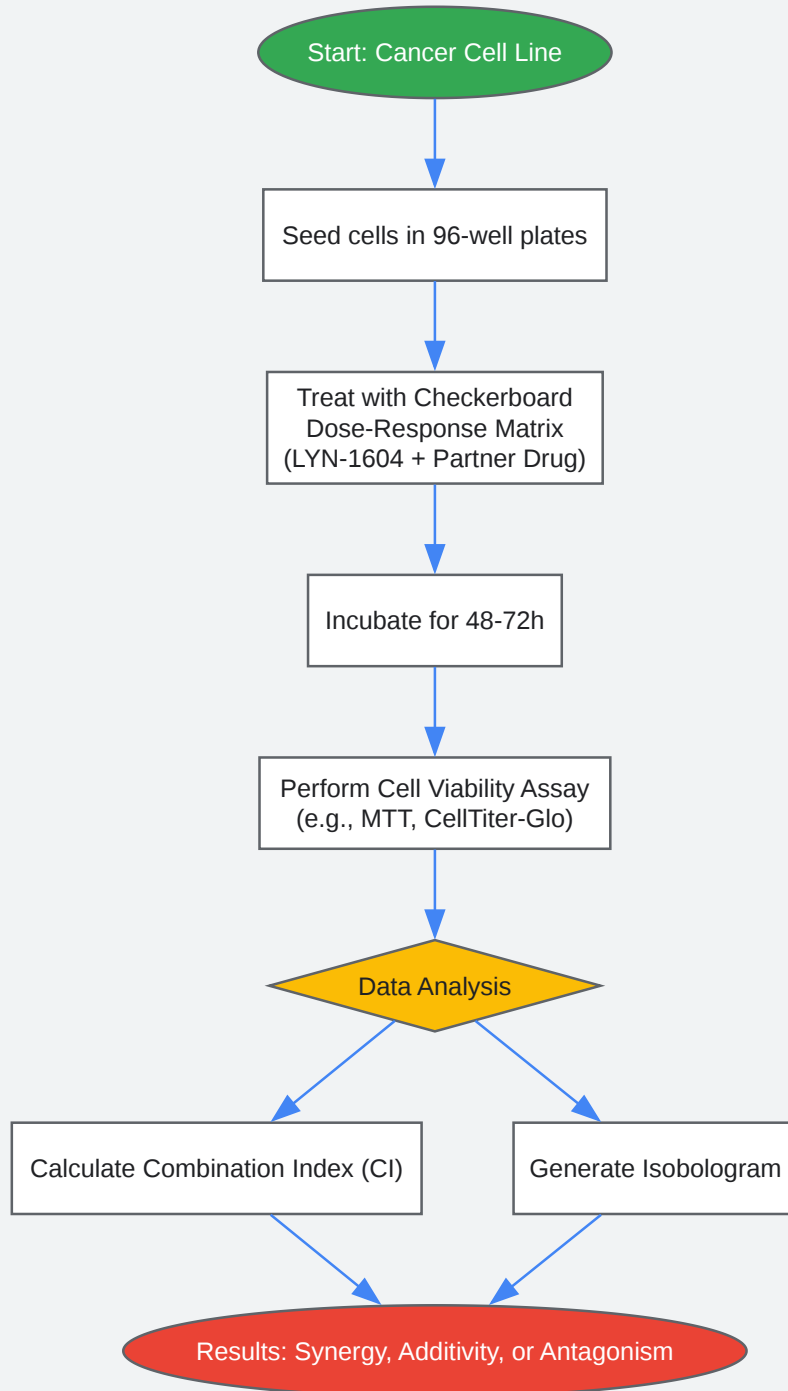 Start: Cancer Cell Line
Seed cells in 96-well plates
Treat with Checkerboard
Dose-Response Matrix
(LYN-1604 + Partner Drug)
Incubate for 48-72h
Perform Cell Viability Assay
(e.g., MTT, CellTiter-Glo)
Data Analysis
Calculate Combination Index (CI)
Generate Isobologram
Results: Synergy, Additivity, or Antagonism